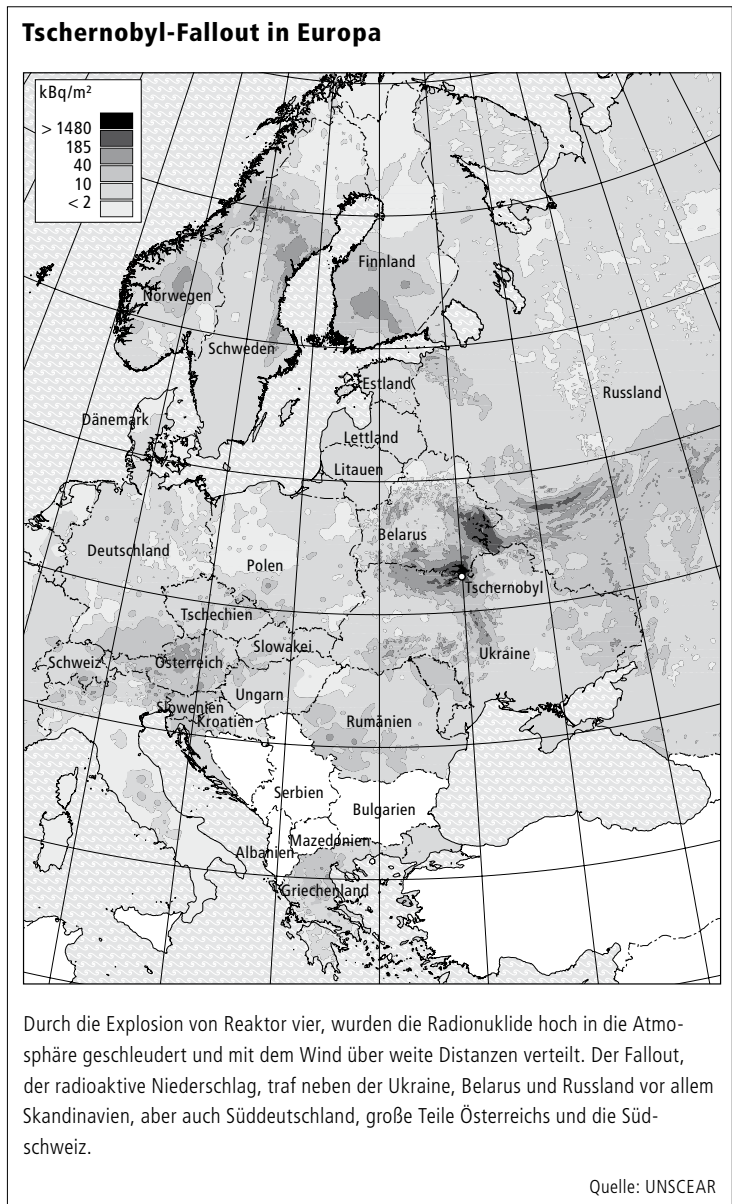 Tschernobyl-Fallout in Europa
kBq/m²
> 1480
185
40
10
< 2
Finnland
Norwegen
Schweden
Estland
Russland
Dänemark
Lettland
Litauen
Belarus
Deutschland
Polen
Tschernobyl
Tschechien
Slowakei
Ukraine
Schweiz
Österreich
Ungarn
Slowenien
Kroatien
Rumänien
Serbien
Bulgarien
Mazedonien
Albanien
Griechenland
Durch die Explosion von Reaktor vier, wurden die Radionuklide hoch in die Atmo-
sphäre geschleudert und mit dem Wind über weite Distanzen verteilt. Der Fallout,
der radioaktive Niederschlag, traf neben der Ukraine, Belarus und Russland vor allem
Skandinavien, aber auch Süddeutschland, große Teile Österreichs und die Süd-
schweiz.
Quelle: UNSCEAR